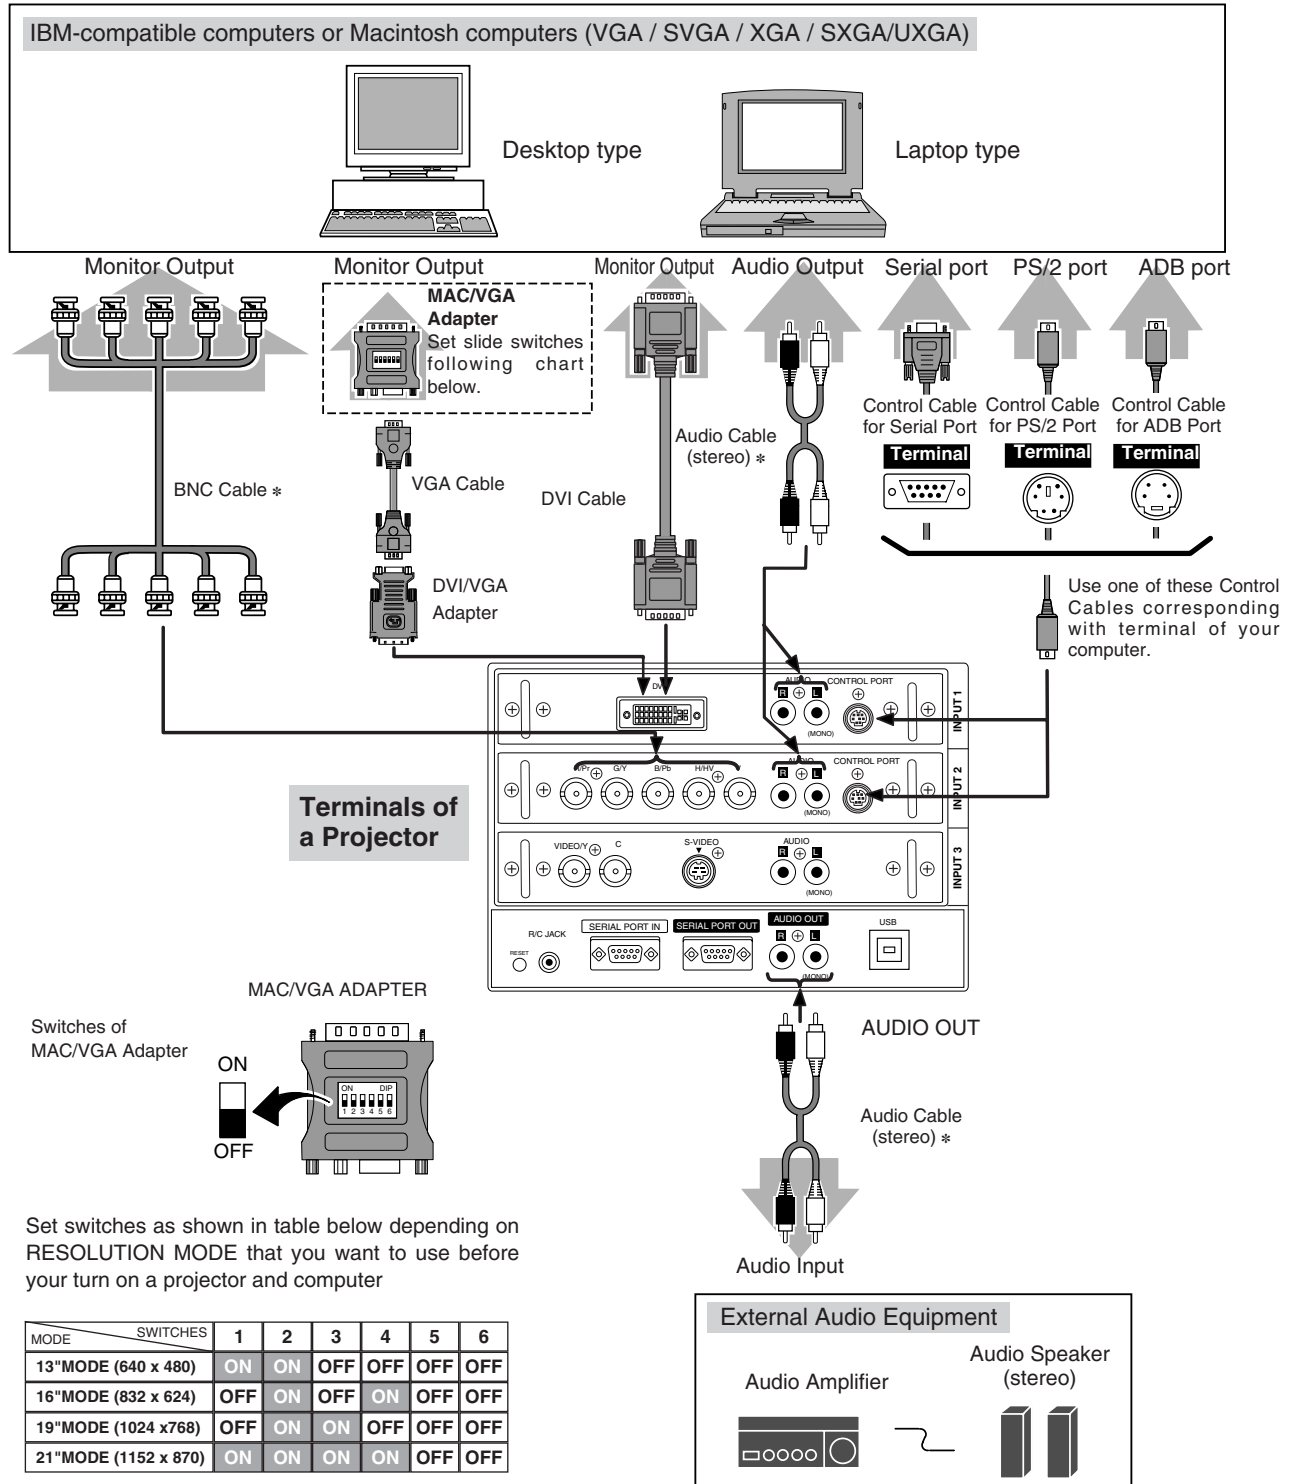 IBM-compatible computers or Macintosh computers (VGA / SVGA / XGA / SXGA/UXGA)
Desktop type
Laptop type
Monitor Output
Monitor Output
Monitor Output
Audio Output
Serial port
PS/2 port
ADB port
MAC/VGA
Adapter
Set slide switches
following chart
below.
Control Cable
for Serial Port
Control Cable
for PS/2 Port
Control Cable
for ADB Port
Terminal
Terminal
Terminal
Audio Cable
(stereo) *
BNC Cable *
VGA Cable
DVI Cable
DVI/VGA
Adapter
Use one of these Control
Cables corresponding
with terminal of your
computer.
AUDIO
CONTROL PORT
R
L
(MONO)
INPUT 1
G/Y
B/Pb
H/HV
AUDIO
CONTROL PORT
R
L
(MONO)
INPUT 2
Terminals of
a Projector
VIDEO/Y
C
S-VIDEO
AUDIO
R
L
(MONO)
INPUT 3
R/C JACK
RESET
SERIAL PORT IN
SERIAL PORT OUT
AUDIO OUT
R
L
(MONO)
USB
MAC/VGA ADAPTER
Switches of
MAC/VGA Adapter
ON
OFF
ON DIP
1 2 3 4 5 6
AUDIO OUT
Audio Cable
(stereo) *
Audio Input
Set switches as shown in table below depending on
RESOLUTION MODE that you want to use before
your turn on a projector and computer
MODE SWITCHES 1 2 3 4 5 6
13"MODE (640 x 480) ON ON OFF OFF OFF OFF
16"MODE (832 x 624) OFF ON OFF ON OFF OFF
19"MODE (1024 x768) OFF ON ON OFF OFF OFF
21"MODE (1152 x 870) ON ON ON ON OFF OFF
External Audio Equipment
Audio Amplifier
Audio Speaker
(stereo)